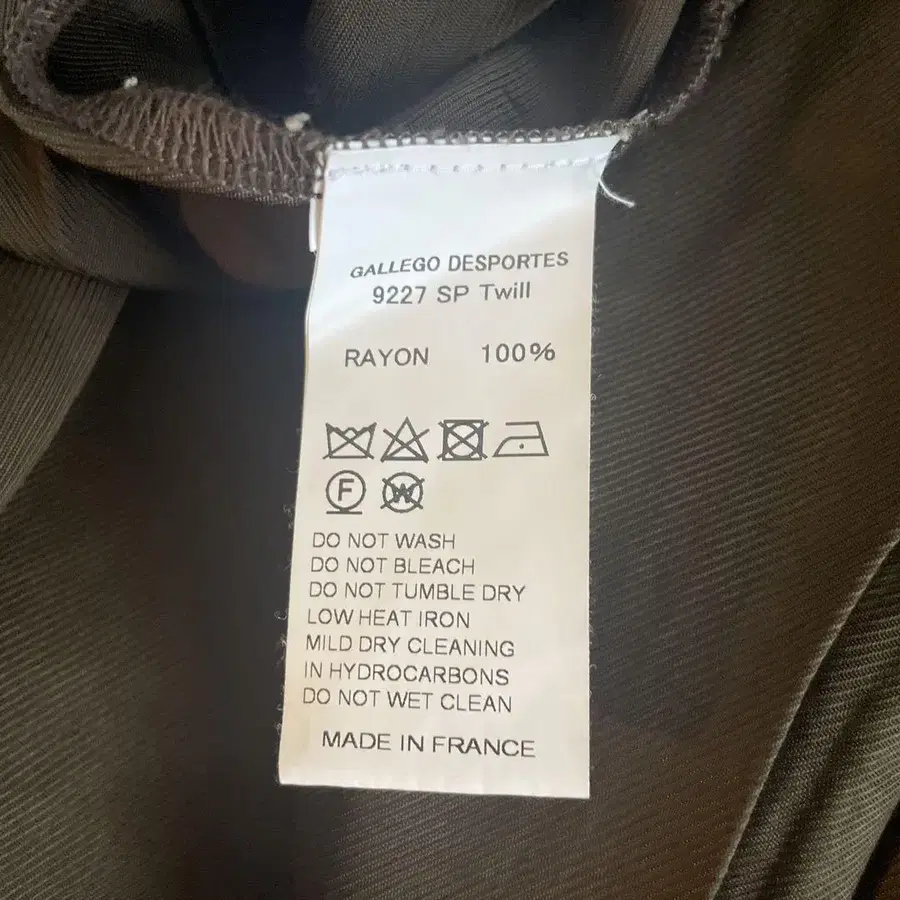 GALLEGO DESPORTES
9227 SP Twill
RAYON 100%
F W
DO NOT WASH
DO NOT BLEACH
DO NOT TUMBLE DRY
LOW HEAT IRON
MILD DRY CLEANING
IN HYDROCARBONS
DO NOT WET CLEAN
MADE IN FRANCE